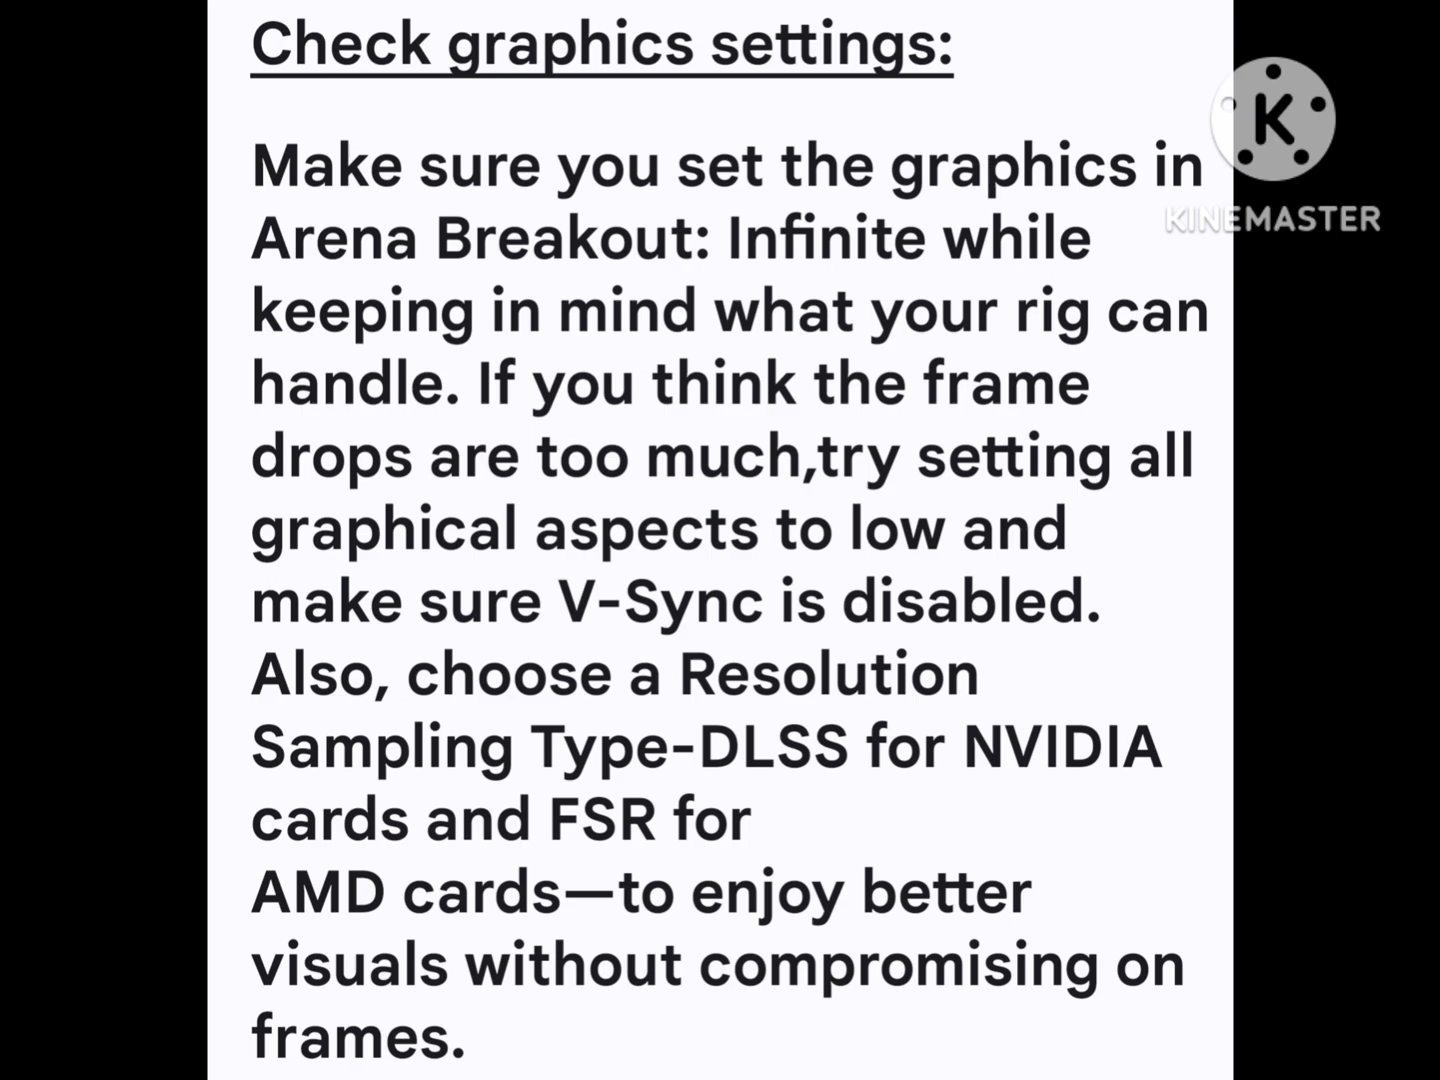 Check graphics settings:
Make sure you set the graphics in
Arena Breakout: Infinite while
keeping in mind what your rig can
handle. If you think the frame
drops are too much,try setting all
graphical aspects to low and
make sure V-Sync is disabled.
Also, choose a Resolution
Sampling Type-DLSS for NVIDIA
cards and FSR for
AMD cards—to enjoy better
visuals without compromising on
frames.
K
KINEMASTER